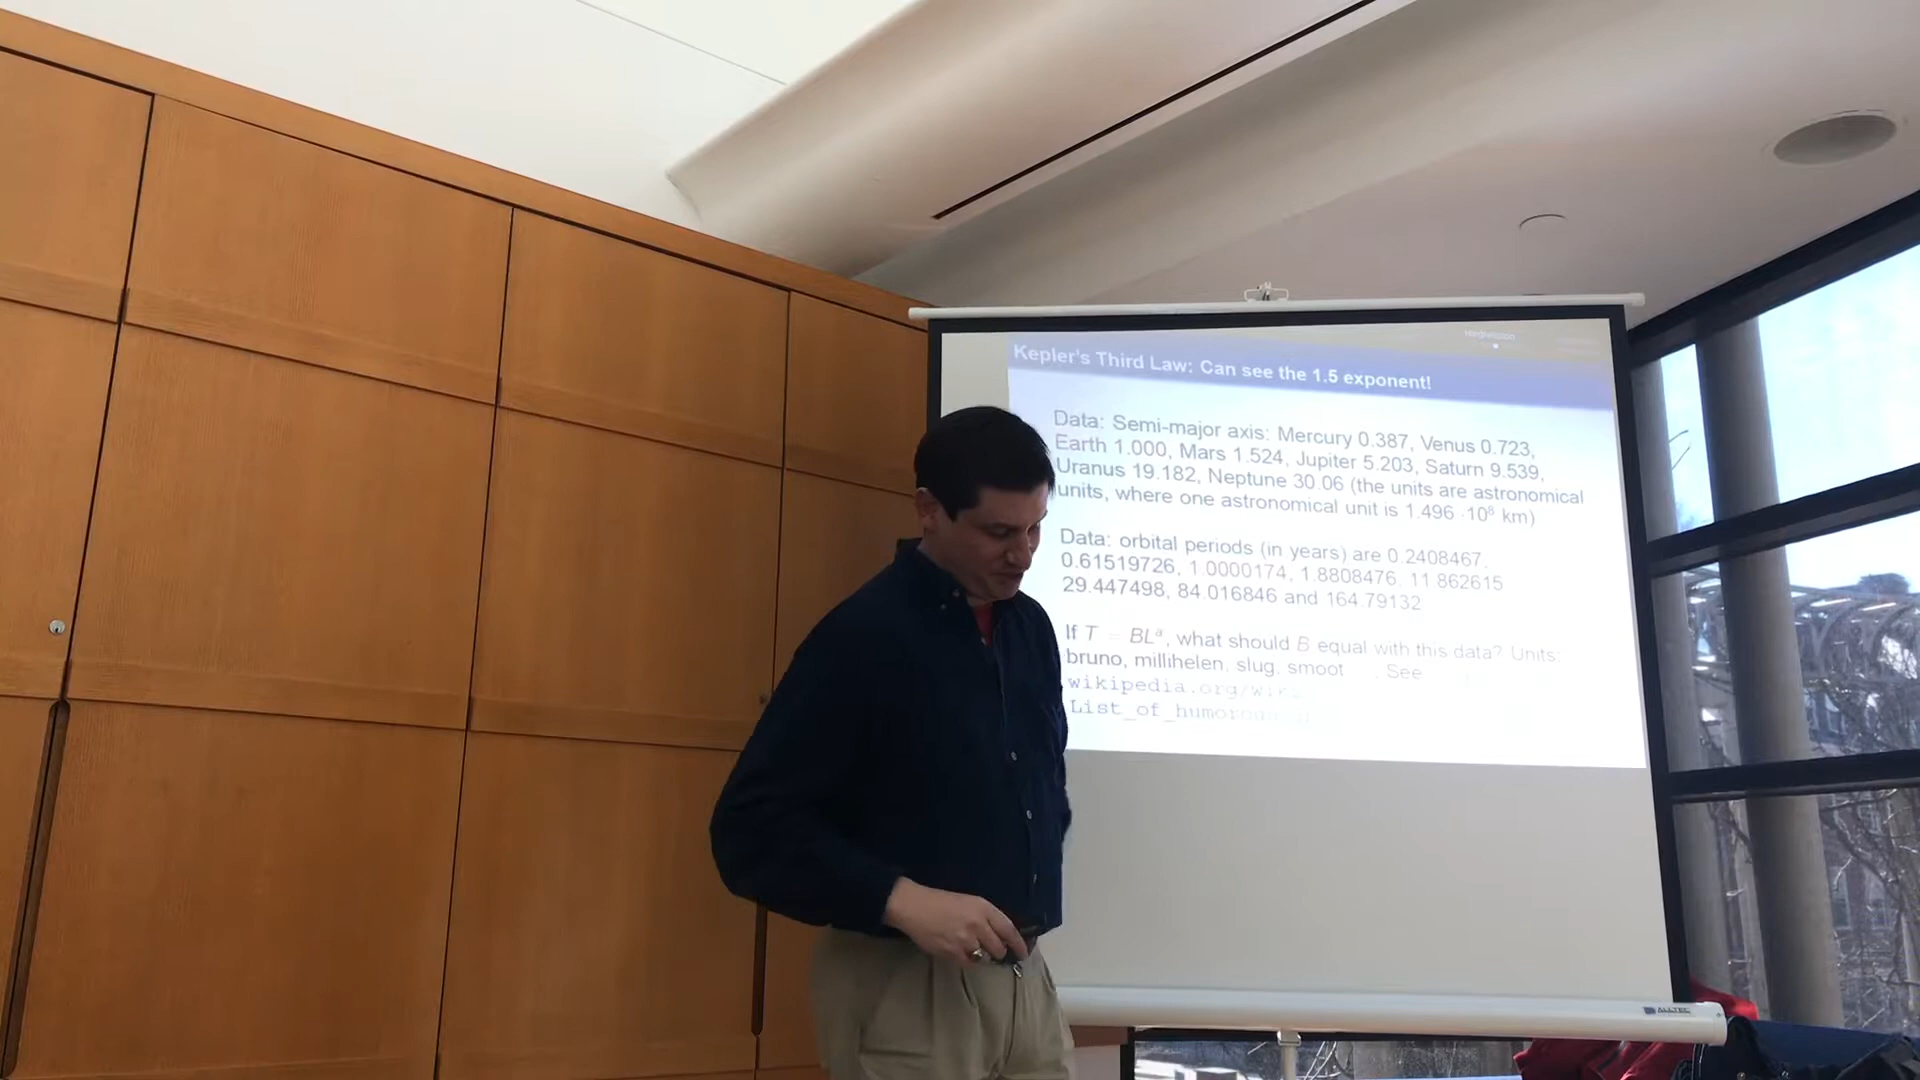 Kepler's Third Law: Can see the 1.5 exponent!
Data: Semi-major axis: Mercury 0.387, Venus 0.723,
Earth 1.000, Mars 1.524, Jupiter 5.203, Saturn 9.539,
Uranus 19.182, Neptune 30.06 (the units are astronomical
units, where one astronomical unit is 1.496 ·10⁸ km)
Data: orbital periods (in years) are 0.2408467,
0.61519726, 1.0000174, 1.8808476, 11.862615
29.447498, 84.016846 and 164.79132
If T = BLᵃ, what should B equal with this data? Units:
bruno, millihelen, slug, smoot . See
wikipedia.org/wiki